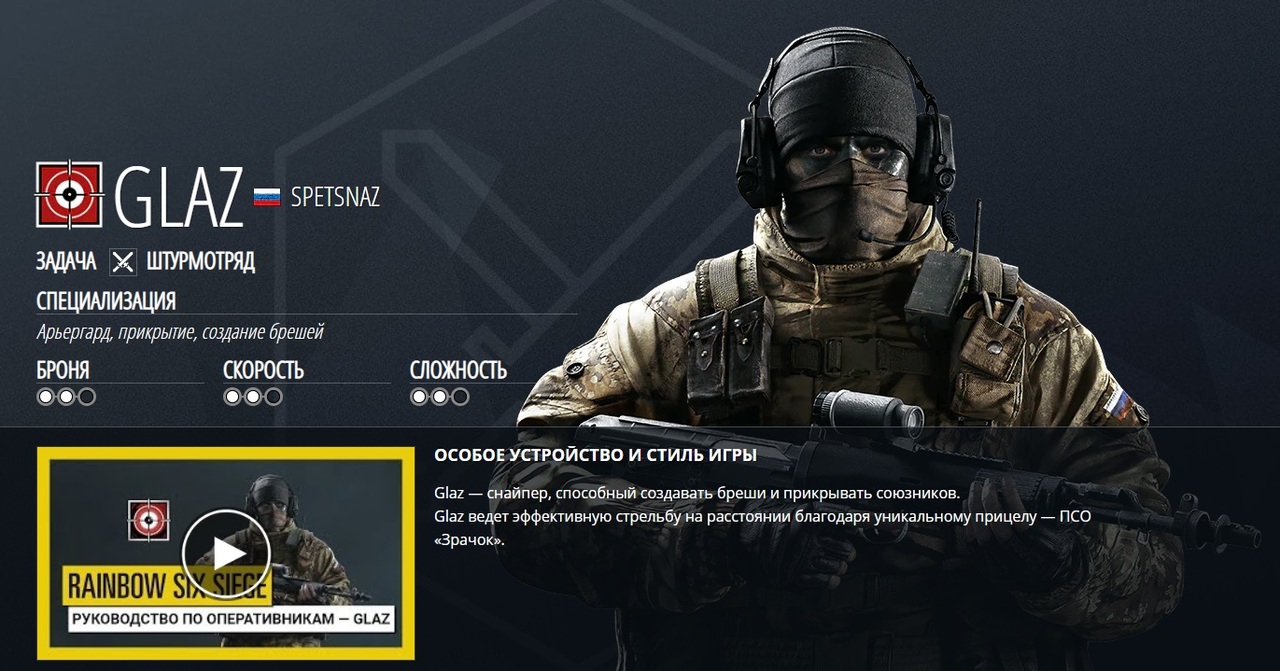 GLAZ SPETSNAZ
ЗАДАЧА ШТУРМОТРЯД
СПЕЦИАЛИЗАЦИЯ
Арьергард, прикрытие, создание брешей
БРОНЯ СКОРОСТЬ СЛОЖНОСТЬ
ОСОБОЕ УСТРОЙСТВО И СТИЛЬ ИГРЫ
Glaz — снайпер, способный создавать бреши и прикрывать союзников.
Glaz ведет эффективную стрельбу на расстоянии благодаря уникальному прицелу — ПСО
«Зрачок».
RAINBOW SIX SIEGE
РУКОВОДСТВО ПО ОПЕРАТИВНИКАМ — GLAZ